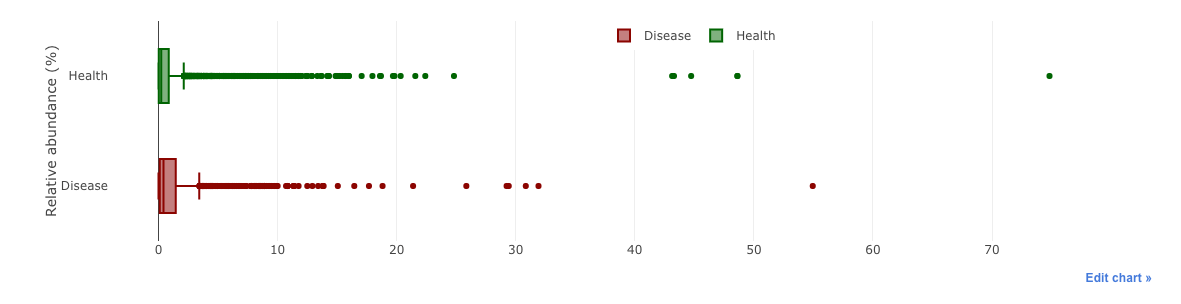 Disease
Health
Relative abundance (%)
Health
Disease
0
10
20
30
40
50
60
70
Edit chart »